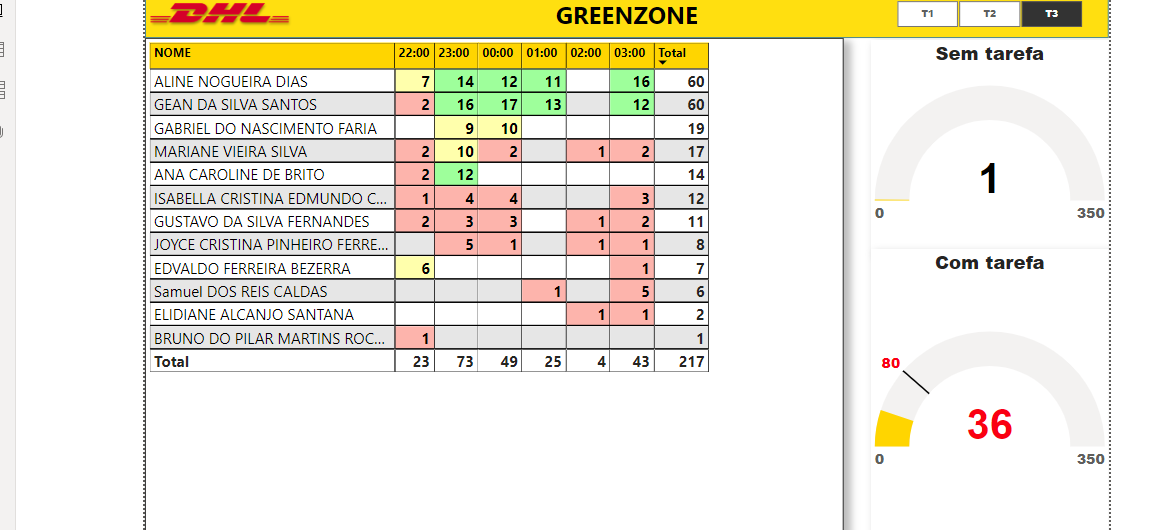 DHL
GREENZONE
T1 T2 T3
NOME 22:00 23:00 00:00 01:00 02:00 03:00 Total
ALINE NOGUEIRA DIAS 7 14 12 11 16 60
GEAN DA SILVA SANTOS 2 16 17 13 12 60
GABRIEL DO NASCIMENTO FARIA 9 10 19
MARIANE VIEIRA SILVA 2 10 2 1 2 17
ANA CAROLINE DE BRITO 2 12 14
ISABELLA CRISTINA EDMUNDO C... 1 4 4 3 12
GUSTAVO DA SILVA FERNANDES 2 3 3 1 2 11
JOYCE CRISTINA PINHEIRO FERRE... 5 1 1 1 8
EDVALDO FERREIRA BEZERRA 6 1 7
Samuel DOS REIS CALDAS 1 5 6
ELIDIANE ALCANJO SANTANA 1 1 2
BRUNO DO PILAR MARTINS ROC... 1 1
Total 23 73 49 25 4 43 217
Sem tarefa
1
0 350
Com tarefa
80
36
0 350